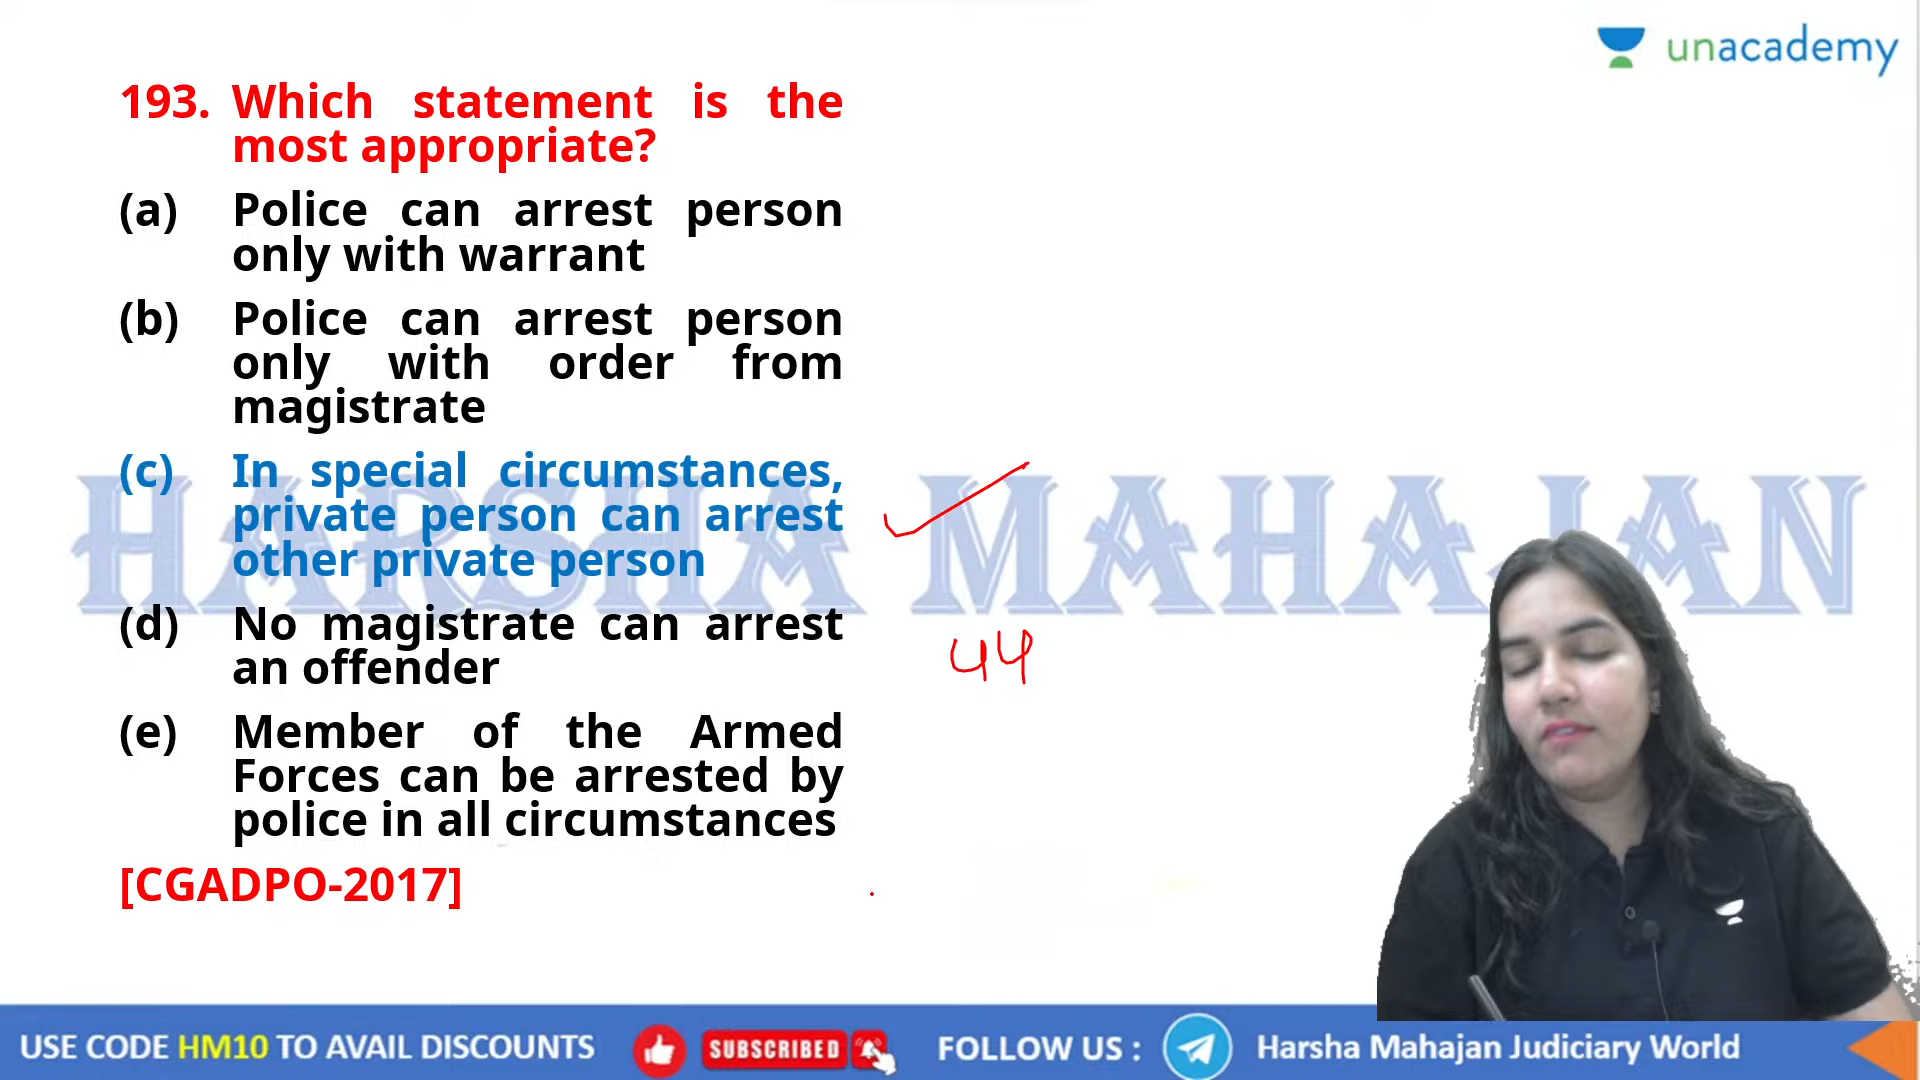 unacademy
193. Which statement is the
most appropriate?
(a) Police can arrest person
only with warrant
(b) Police can arrest person
only with order from
magistrate
(c) In special circumstances,
private person can arrest
other private person
HARSHA MAHAJAN
(d) No magistrate can arrest
an offender
44
(e) Member of the Armed
Forces can be arrested by
police in all circumstances
[CGADPO-2017]
USE CODE HM10 TO AVAIL DISCOUNTS
SUBSCRIBED
FOLLOW US :
Harsha Mahajan Judiciary World